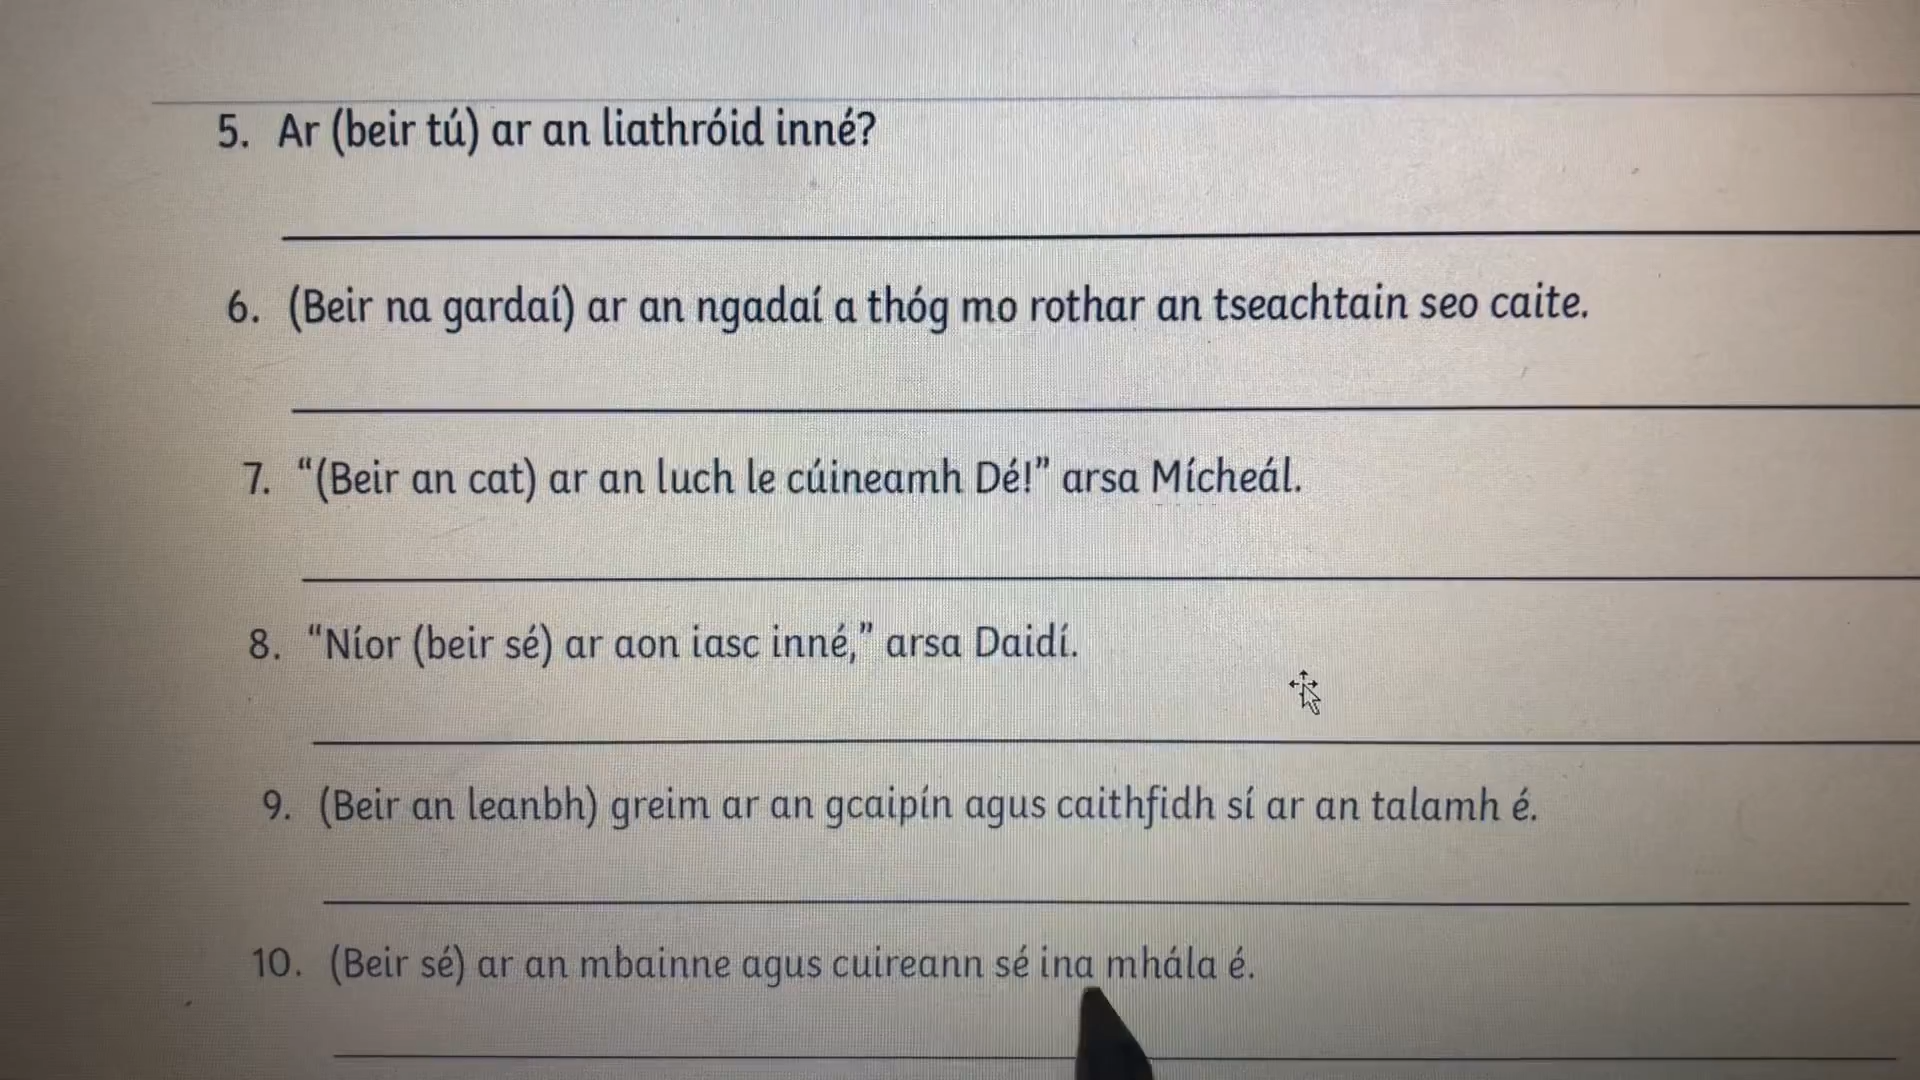 5. Ar (beir tú) ar an liathróid inné?
6. (Beir na gardaí) ar an ngadaí a thóg mo rothar an tseachtain seo caite.
7. “(Beir an cat) ar an luch le cúineamh Dé!” arsa Mícheál.
8. “Níor (beir sé) ar aon iasc inné,” arsa Daidí.
9. (Beir an leanbh) greim ar an gcaipín agus caithfidh sí ar an talamh é.
10. (Beir sé) ar an mbainne agus cuireann sé ina mhála é.